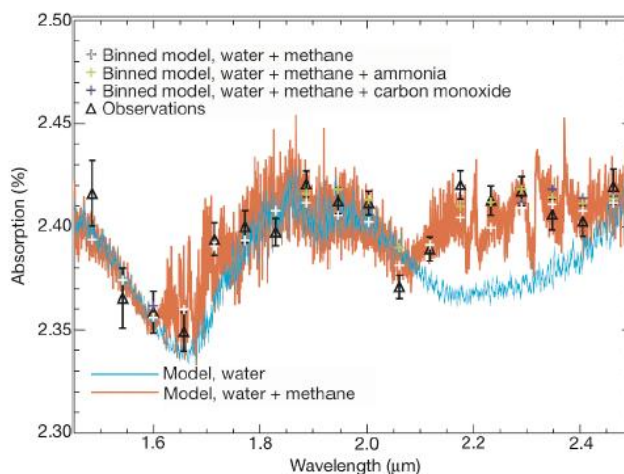 2.50
Binned model, water + methane
Binned model, water + methane + ammonia
Binned model, water + methane + carbon monoxide
Observations
2.45
Absorption (%)
2.40
2.35
Model, water
Model, water + methane
2.30
1.6 1.8 2.0 2.2 2.4
Wavelength (μm)